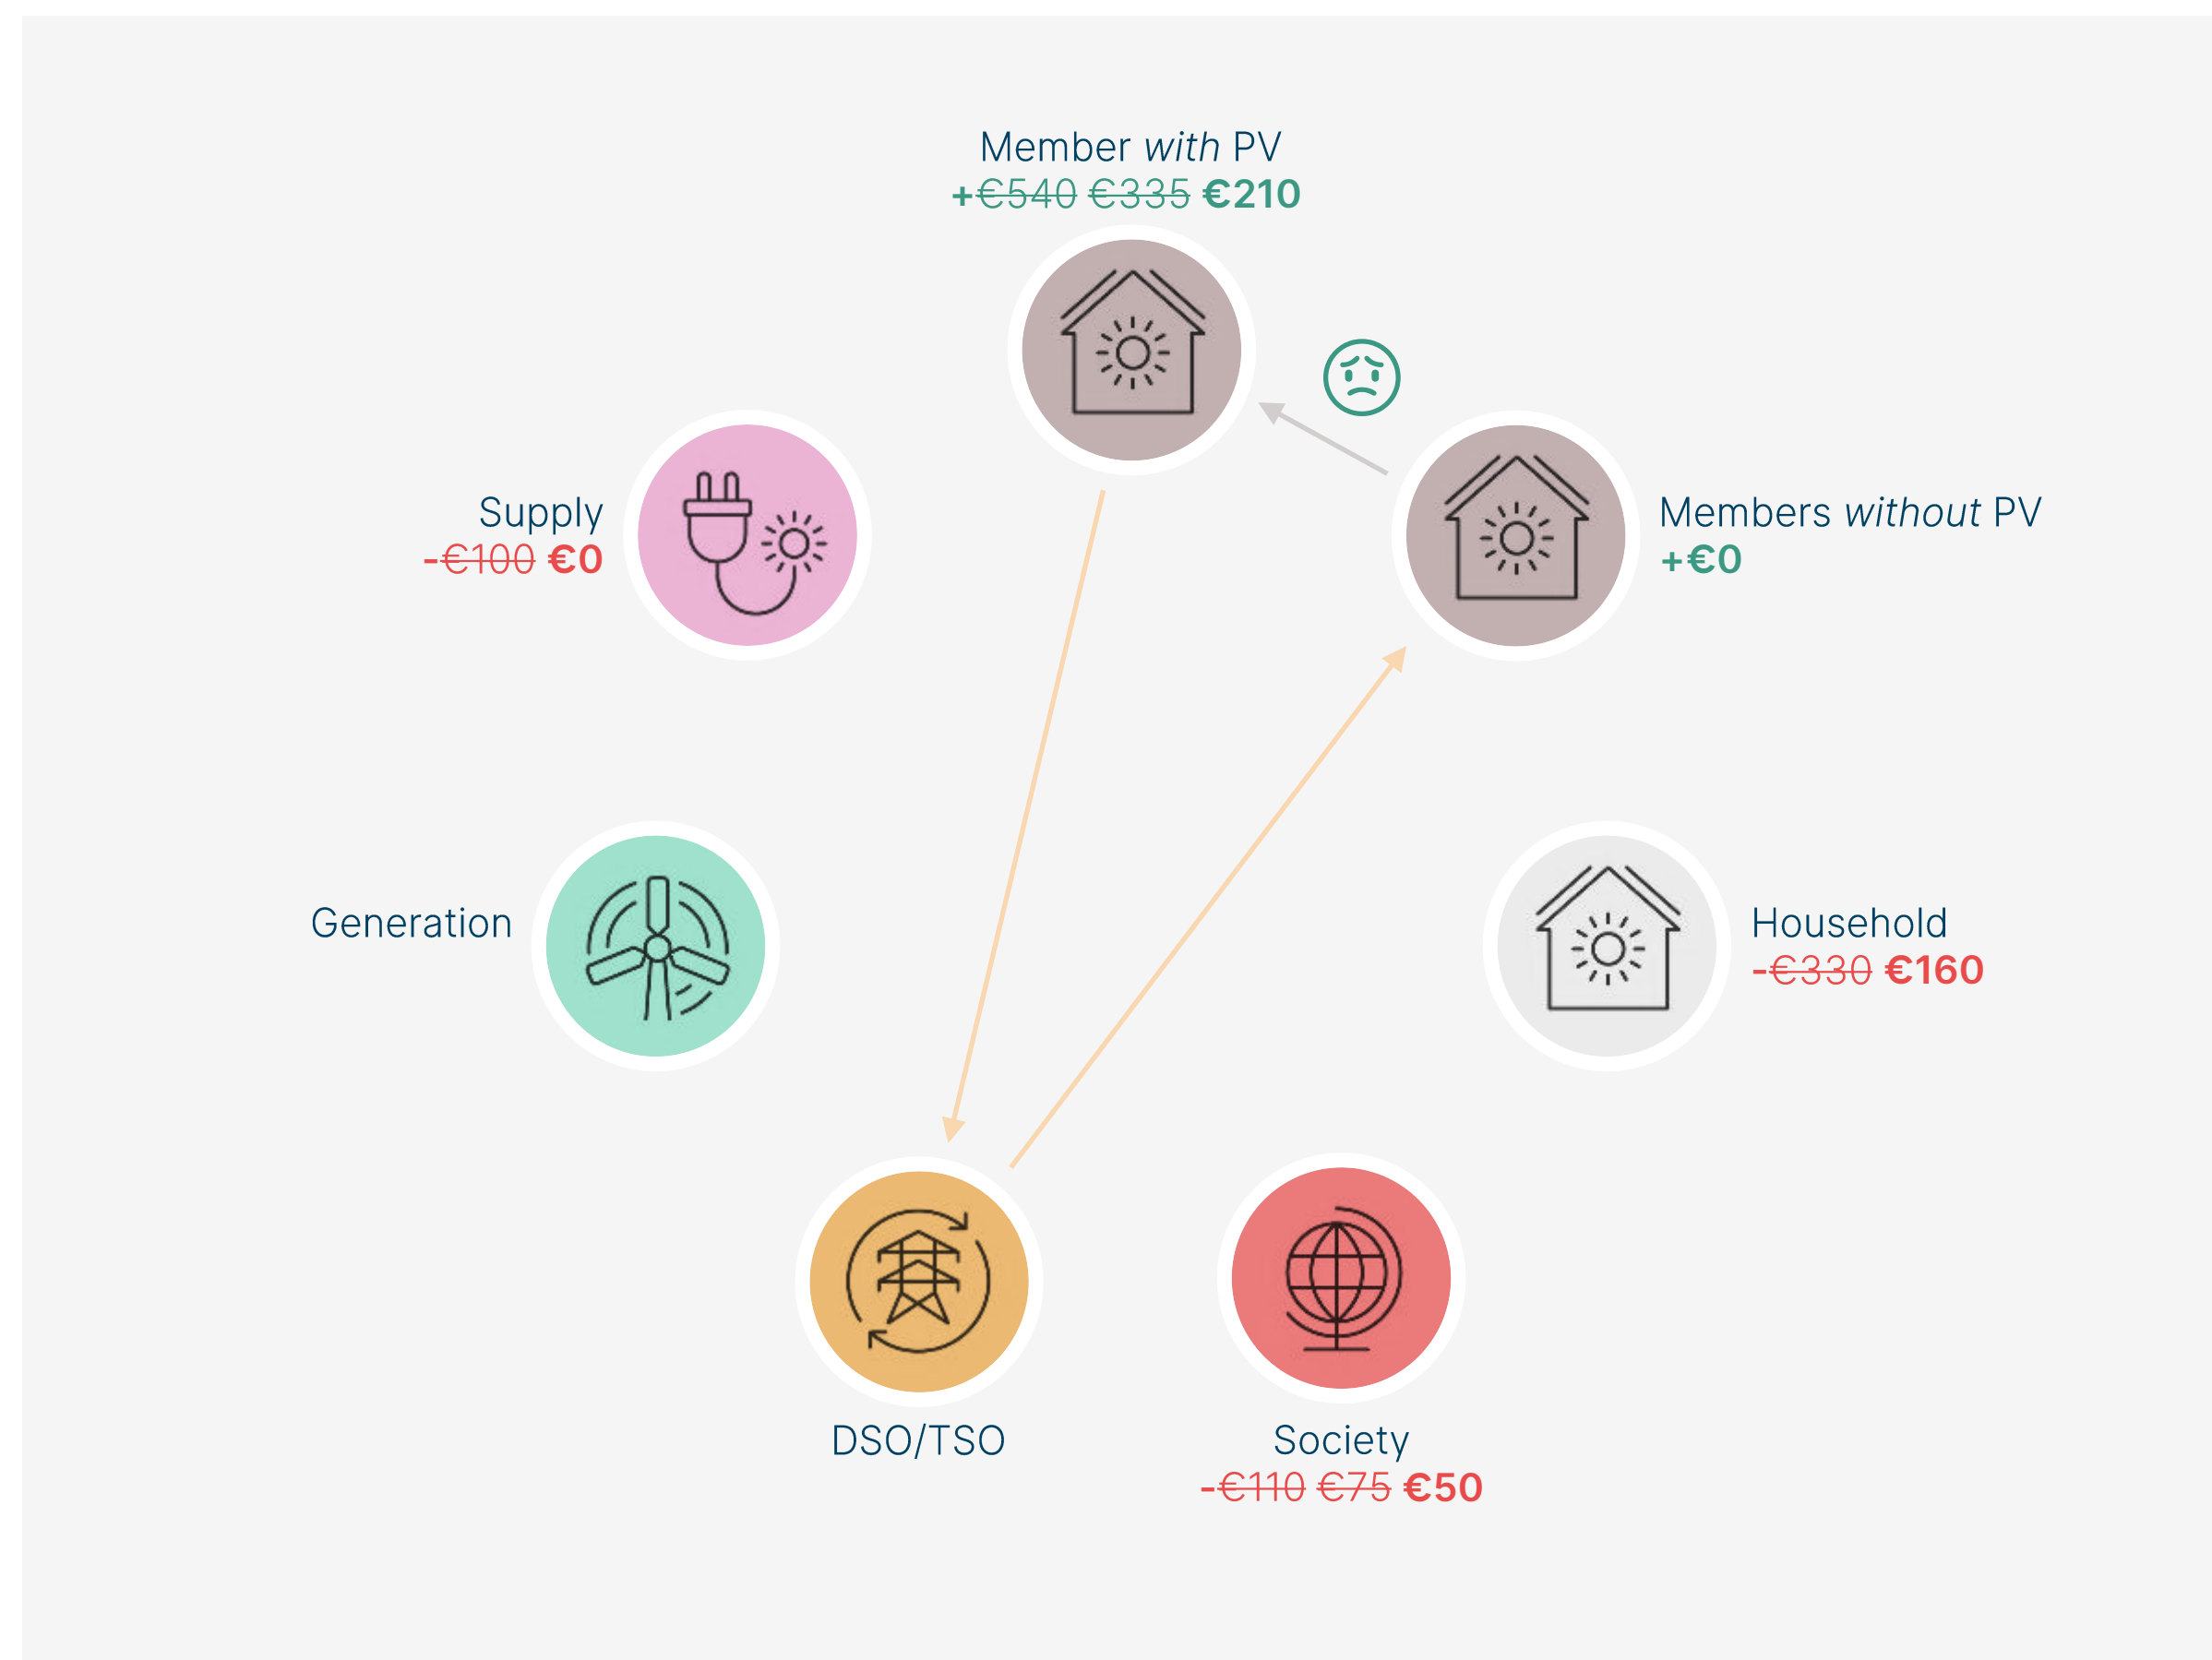 Member with PV
+€540 €335 €210
Supply
-€100 €0
Members without PV
+€0
Generation
Household
-€330 €160
DSO/TSO
Society
-€110 €75 €50